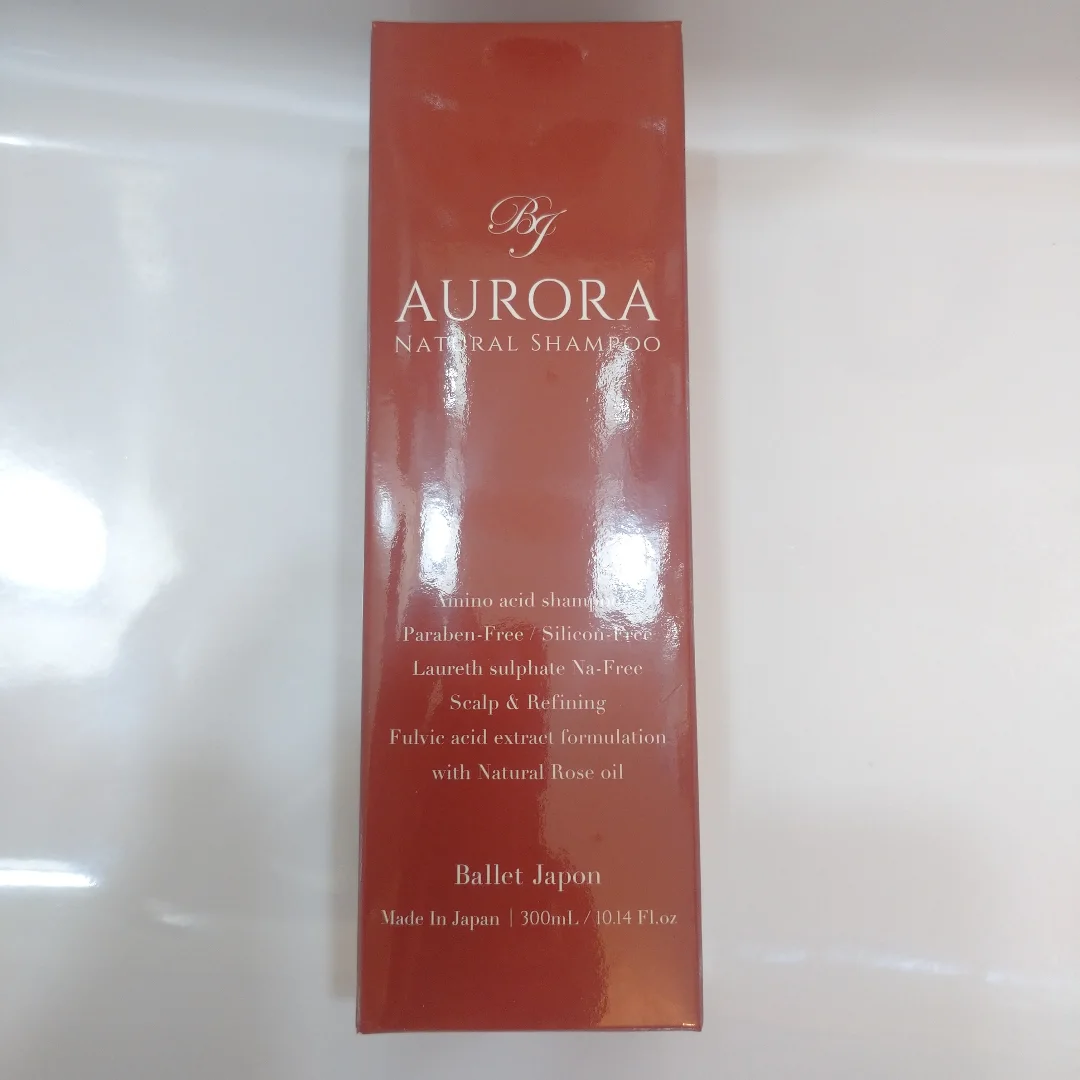 BJ
AURORA
NATURAL SHAMPOO
Amino acid shampoo
Paraben-Free / Silicon-Free
Laureth sulphate Na-Free
Scalp & Refining
Fulvic acid extract formulation
with Natural Rose oil
Ballet Japon
Made In Japan | 300mL / 10.14 Fl.oz